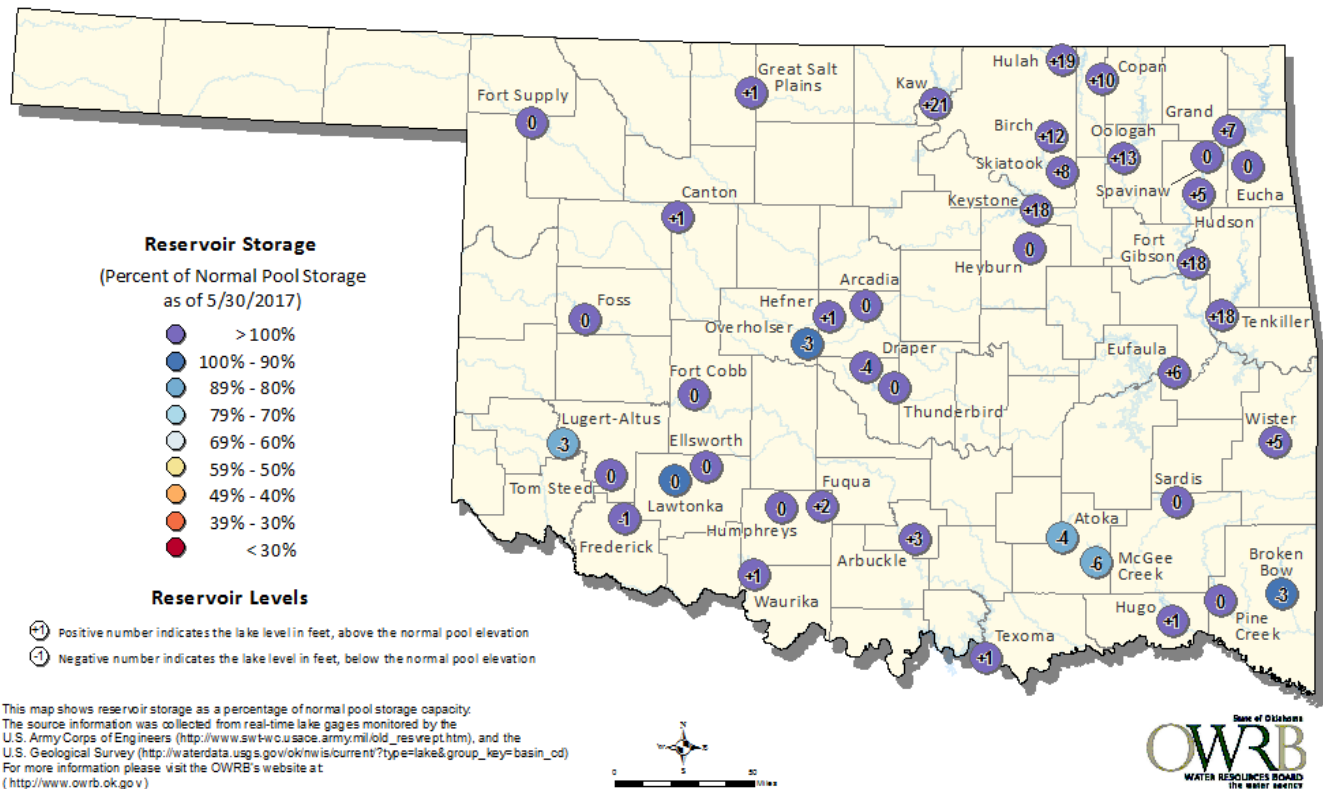 Hulah
+19
+10
Copan
Great Salt
Plains
+1
Kaw
+21
Fort Supply
0
Grand
+7
Birch
+12
Oologah
+13
0
0
Skiatook
+8
Spavinaw
Eucha
+5
Hudson
Canton
+1
Keystone
+18
Fort
Gibson
+18
Heyburn
0
Reservoir Storage
(Percent of Normal Pool Storage
as of 5/30/2017)
> 100%
100% - 90%
89% - 80%
79% - 70%
69% - 60%
59% - 50%
49% - 40%
39% - 30%
< 30%
Foss
0
Arcadia
0
Hefner
+1
Overholser
-3
+18
Tenkiller
Draper
-4
0
Thunderbird
Eufaula
+6
Fort Cobb
0
Lugert-Altus
-3
Ellsworth
0
Wister
+5
Tom Steed
0
0
Lawtonka
Sardis
0
Fuqua
0
+2
Humphreys
-1
Frederick
+3
Arbuckle
Atoka
-4
-6
McGee
Creek
Broken
Bow
-3
+1
Waurika
Hugo
+1
0
Pine
Creek
Texoma
+1
Reservoir Levels
+1 Positive number indicates the lake level in feet, above the normal pool elevation
-1 Negative number indicates the lake level in feet, below the normal pool elevation
This map shows reservoir storage as a percentage of normal pool storage capacity.
The source information was collected from real-time lake gages monitored by the
U.S. Army Corps of Engineers (http://www.swt-wc.usace.army.mil/old_resvrept.htm), and the
U.S. Geological Survey (http://waterdata.usgs.gov/ok/nwis/current/?type=lake&group_key=basin_cd)
For more information please visit the OWRB's website at
( http://www.owrb.ok.gov )
N
S
0
50
Miles
State of Oklahoma
OWRB
WATER RESOURCES BOARD
the water agency